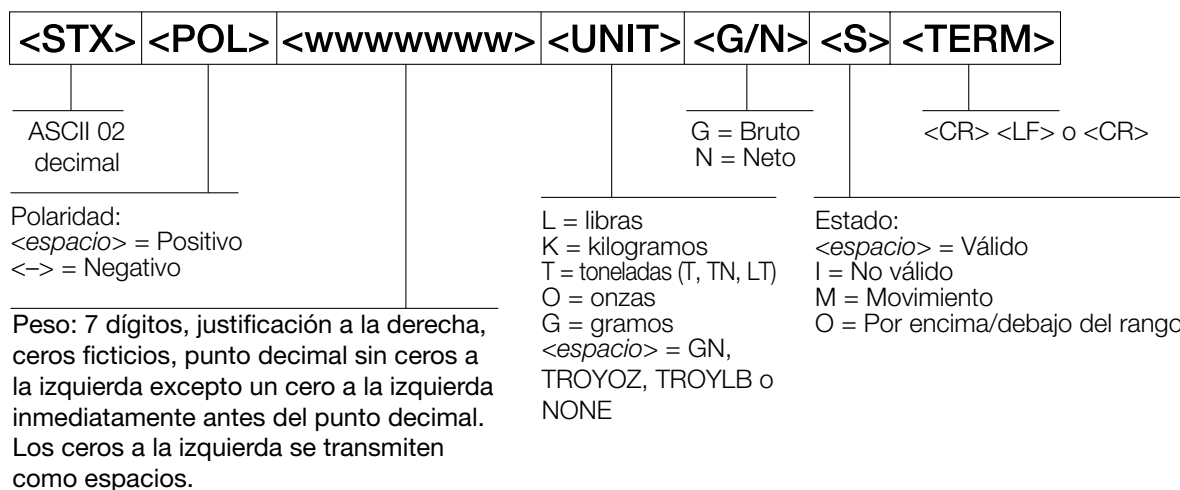 <STX> <POL> <wwwwwww> <UNIT> <G/N> <S> <TERM>
ASCII 02
decimal
G = Bruto
N = Neto
<CR> <LF> o <CR>
Polaridad:
<espacio> = Positivo
<–> = Negativo
L = libras
K = kilogramos
T = toneladas (T, TN, LT)
O = onzas
G = gramos
<espacio> = GN,
TROYOZ, TROYLB o
NONE
Estado:
<espacio> = Válido
I = No válido
M = Movimiento
O = Por encima/debajo del rango
Peso: 7 dígitos, justificación a la derecha,
ceros ficticios, punto decimal sin ceros a
la izquierda excepto un cero a la izquierda
inmediatamente antes del punto decimal.
Los ceros a la izquierda se transmiten
como espacios.